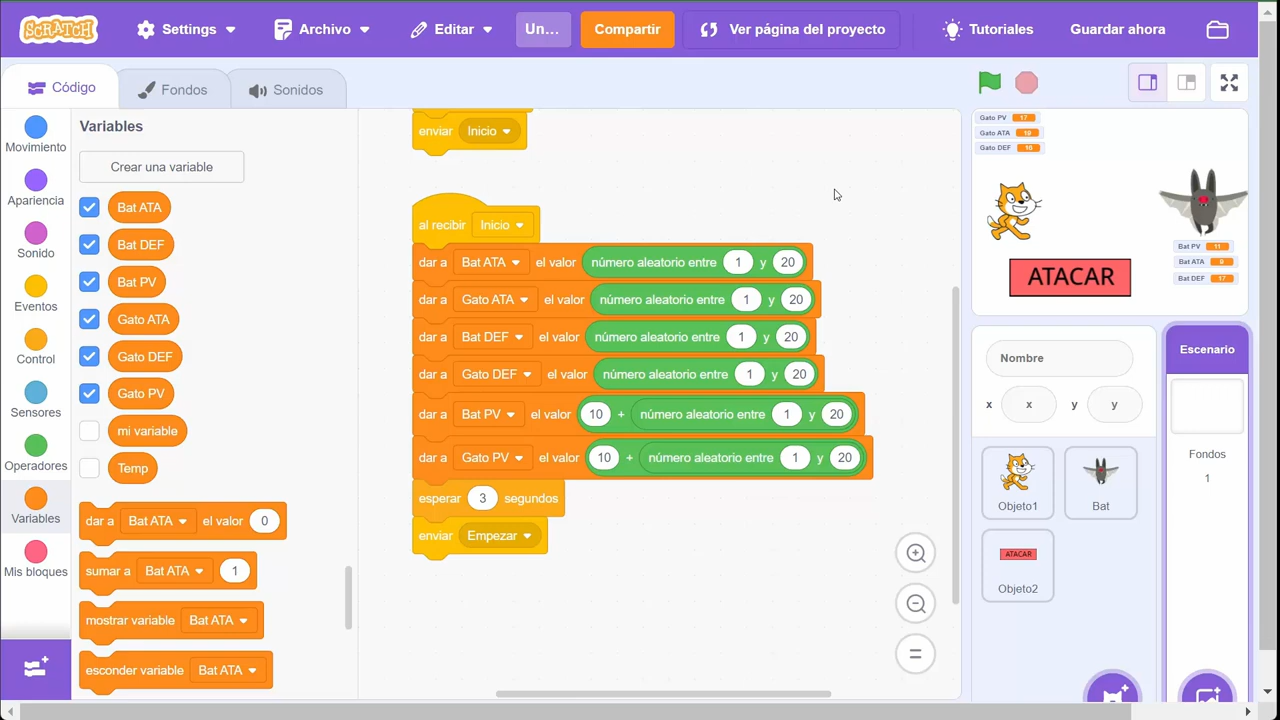 SCRATCH
Settings
Archivo
Editar
Un...
Compartir
Ver página del proyecto
Tutoriales
Guardar ahora
Código
Fondos
Sonidos
Movimiento
Apariencia
Sonido
Eventos
Control
Sensores
Operadores
Variables
Mis bloques
Variables
Crear una variable
Bat ATA
Bat DEF
Bat PV
Gato ATA
Gato DEF
Gato PV
mi variable
Temp
dar a Bat ATA el valor 0
sumar a Bat ATA 1
mostrar variable Bat ATA
esconder variable Bat ATA
enviar Inicio
al recibir Inicio
dar a Bat ATA el valor número aleatorio entre 1 y 20
dar a Gato ATA el valor número aleatorio entre 1 y 20
dar a Bat DEF el valor número aleatorio entre 1 y 20
dar a Gato DEF el valor número aleatorio entre 1 y 20
dar a Bat PV el valor 10 + número aleatorio entre 1 y 20
dar a Gato PV el valor 10 + número aleatorio entre 1 y 20
esperar 3 segundos
enviar Empezar
Gato PV 17
Gato ATA 19
Gato DEF
Bat PV 11
Bat ATA 9
Bat DEF 17
ATACAR
Nombre
x x y y
Objeto1
Bat
ATACAR
Objeto2
Escenario
Fondos
1